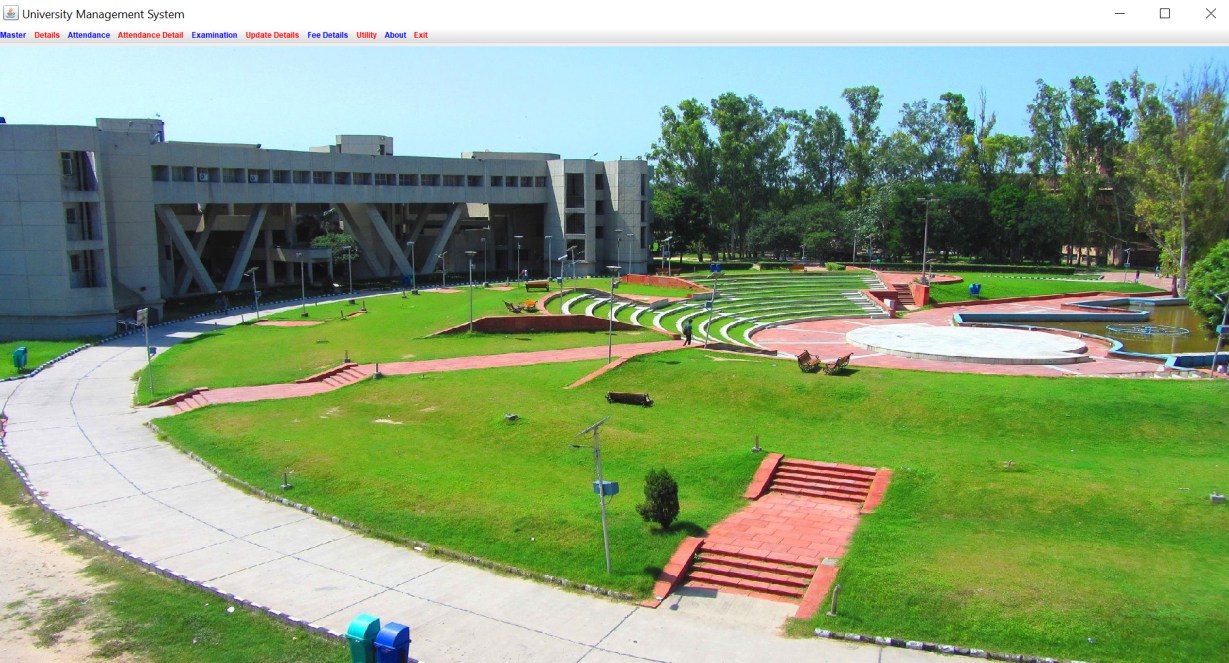 University Management System
Master Details Attendance Attendance Detail Examination Update Details Fee Details Utility About Exit